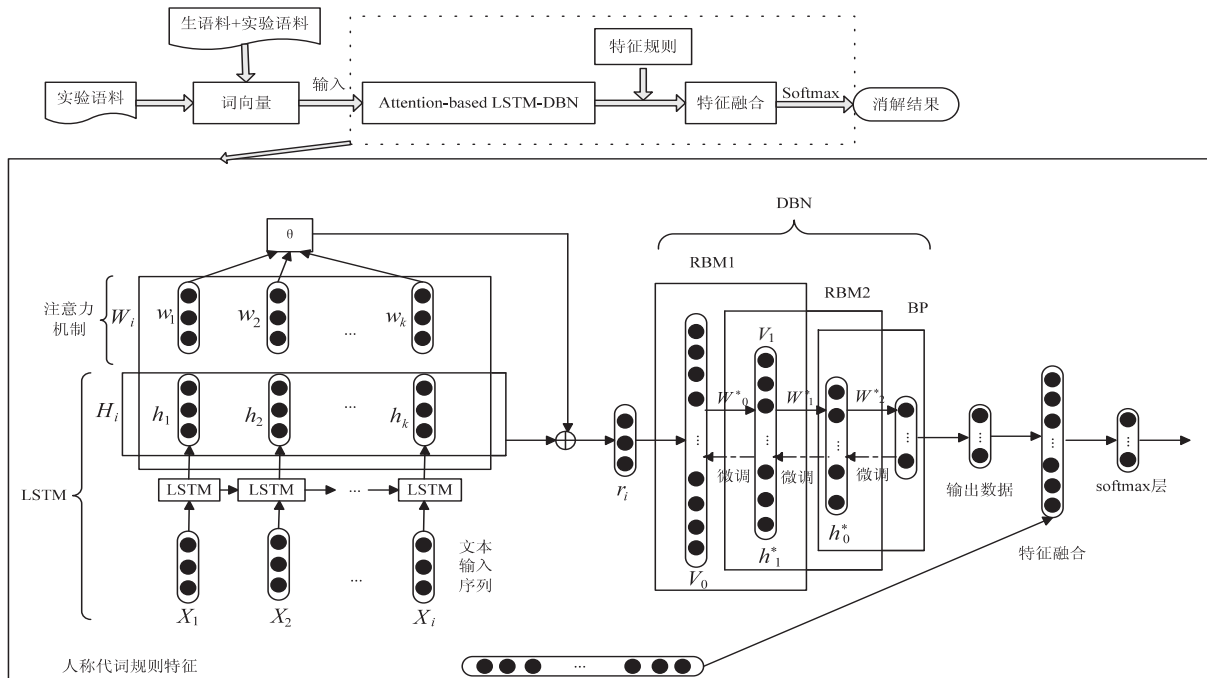 生语料+实验语料
特征规则
实验语料
词向量
输入
Attention-based LSTM-DBN
特征融合
Softmax
消解结果
DBN
θ
RBM1
RBM2
BP
注意力
机制
W_i
w_1
w_2
...
w_k
V_1
H_i
h_1
h_2
...
h_k
W*_0
W*_1
W*_2
...
...
...
...
...
...
...
微调
微调
微调
r_i
LSTM
LSTM
LSTM
...
LSTM
输出数据
softmax层
文本
输入
序列
...
h*_0
h*_1
V_0
特征融合
X_1
X_2
X_i
人称代词规则特征
...